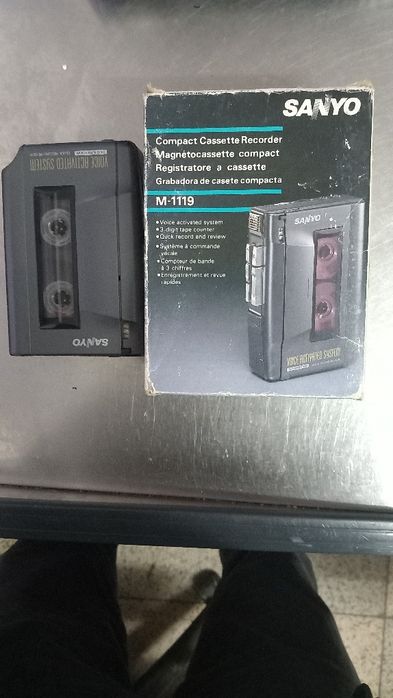 SANYO
Compact Cassette Recorder
Magnétocassette compact
Registratore a cassette
Grabadora de casete compacta
M-1119
• Voice activated system
• 3-digit tape counter
• Quick record and review
• Système à commande
vocale
• Compteur de bande
à 3 chiffres
• Enregistrement et revue
rapides
SANYO
VOICE ACTIVATED SYSTEM
VOICE ACTIVATED SYSTEM
SANYO